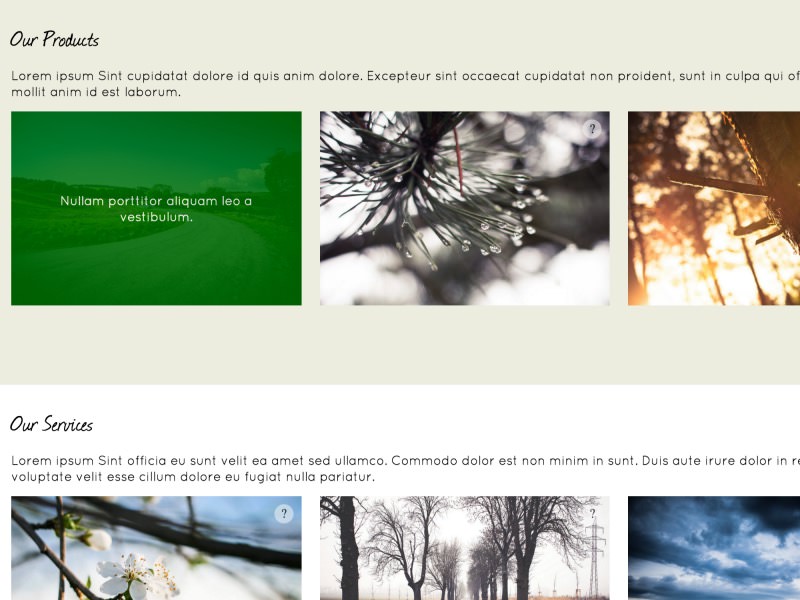 Our Products
Lorem ipsum Sint cupidatat dolore id quis anim dolore. Excepteur sint occaecat cupidatat non proident, sunt in culpa qui
mollit anim id est laborum.
?
Nullam porttitor aliquam leo a
vestibulum.
Our Services
Lorem ipsum Sint officia eu sunt velit ea amet sed ullamco. Commodo dolor est non minim in sunt. Duis aute irure dolor in
voluptate velit esse cillum dolore eu fugiat nulla pariatur.
?
?